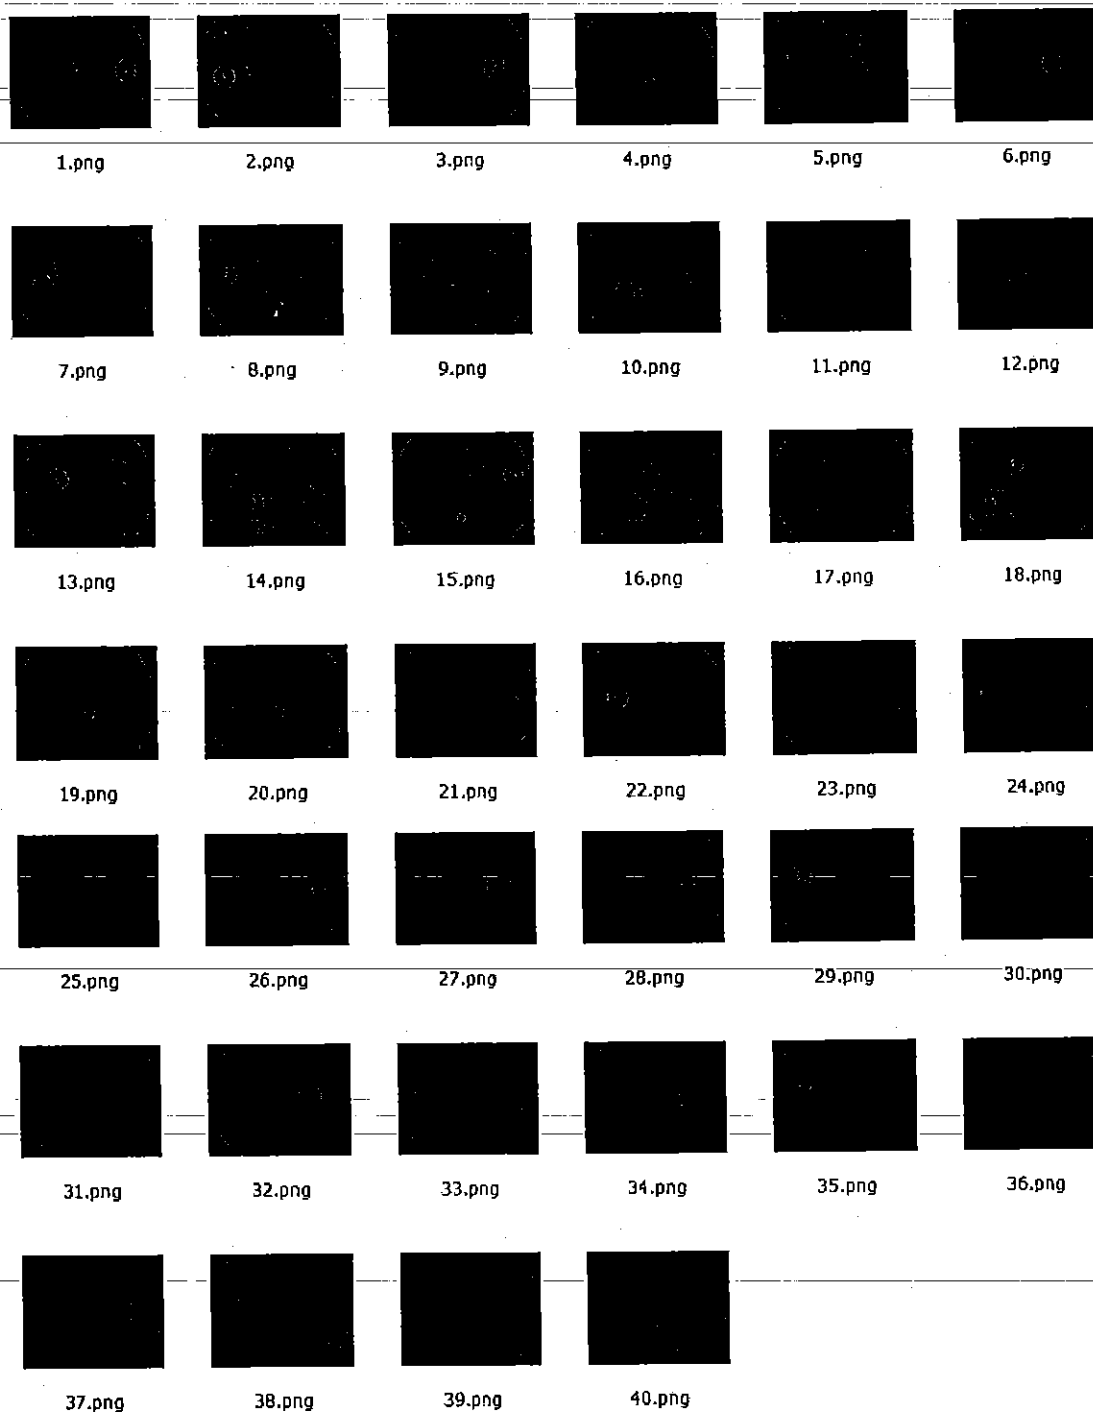 1.png 2.png 3.png 4.png 5.png 6.png
7.png 8.png 9.png 10.png 11.png 12.png
13.png 14.png 15.png 16.png 17.png 18.png
19.png 20.png 21.png 22.png 23.png 24.png
25.png 26.png 27.png 28.png 29.png 30.png
31.png 32.png 33.png 34.png 35.png 36.png
37.png 38.png 39.png 40.png